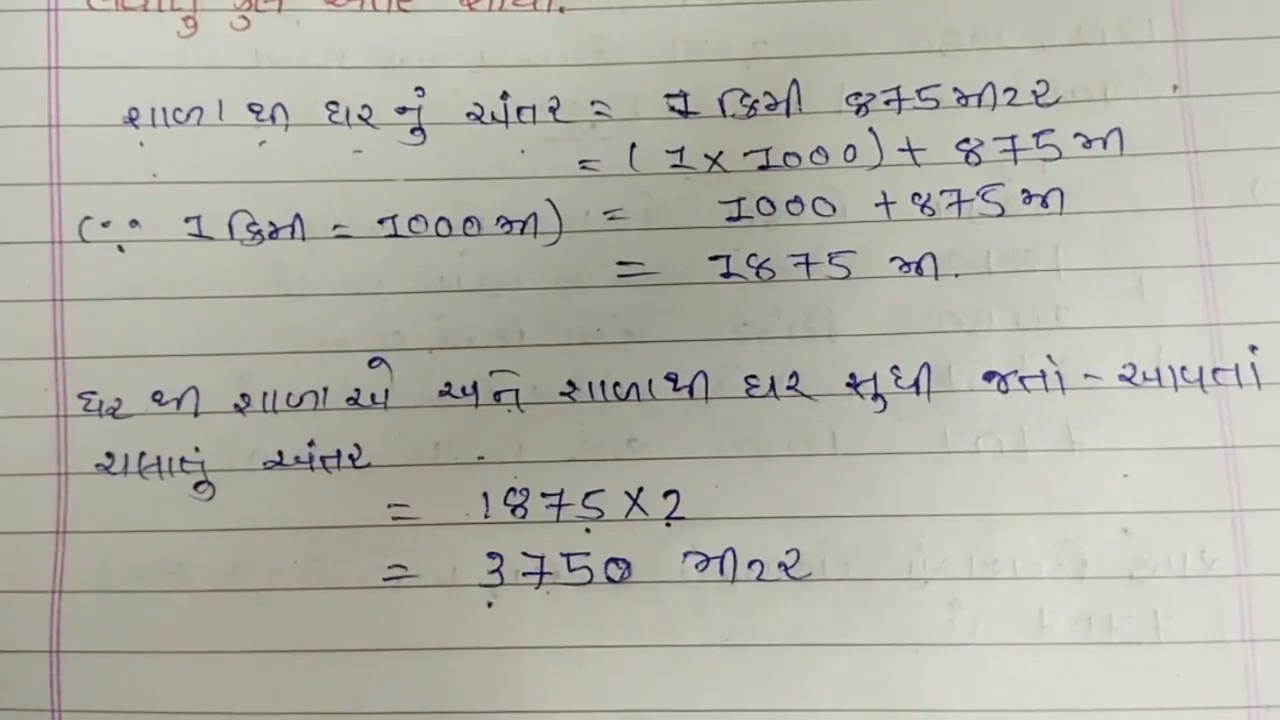 કુલ અંતર શોધો.
શાળા થી ઘર નું અંતર = 1 કિમી 875 મીટર
= (1 × 1000) + 875 મી
(∵ 1 કિમી = 1000 મી) = 1000 + 875 મી
= 1875 મી.
ઘર થી શાળા એ અને શાળાથી ઘર સુધી જતાં - આવતાં
ચાલાતું અંતર
= 1875 × 2
= 3750 મીટર